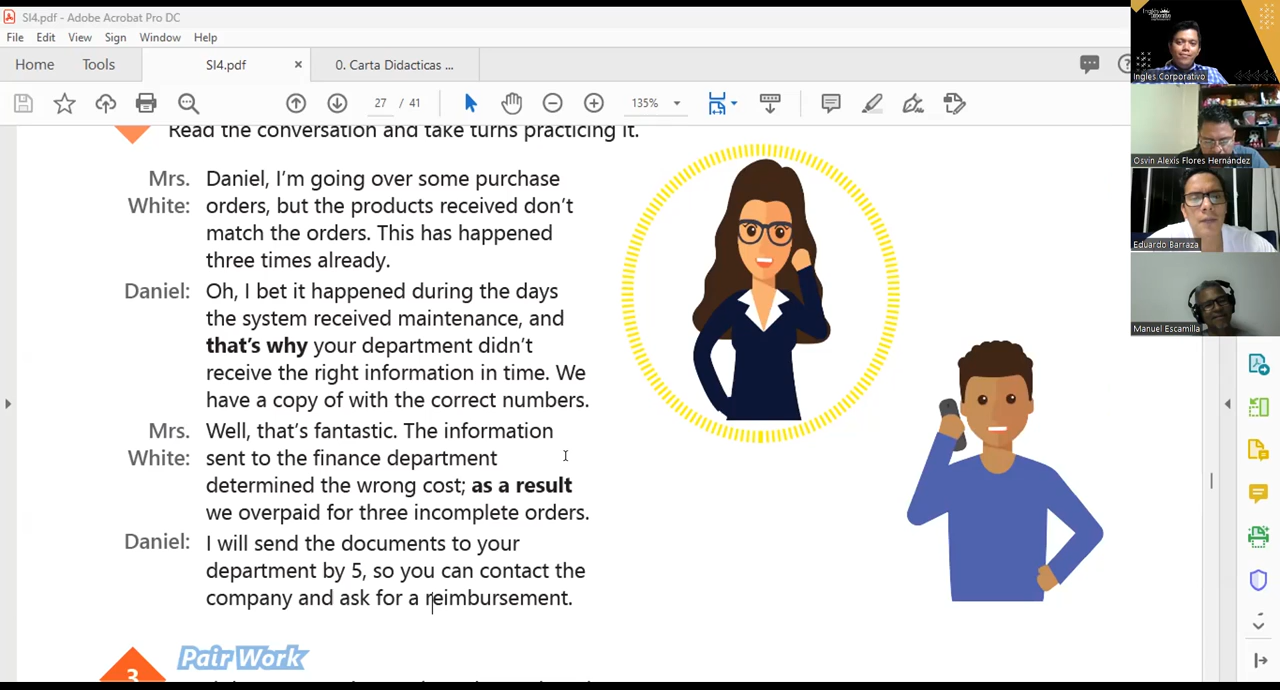 SI4.pdf - Adobe Acrobat Pro DC
File Edit View Sign Window Help
Home Tools SI4.pdf × 0. Carta Didacticas ...
27 / 41 135%
Read the conversation and take turns practicing it.
Mrs. Daniel, I'm going over some purchase
White: orders, but the products received don't
match the orders. This has happened
three times already.
Daniel: Oh, I bet it happened during the days
the system received maintenance, and
that's why your department didn't
receive the right information in time. We
have a copy of with the correct numbers.
Mrs. Well, that's fantastic. The information
White: sent to the finance department
determined the wrong cost; as a result
we overpaid for three incomplete orders.
Daniel: I will send the documents to your
department by 5, so you can contact the
company and ask for a reimbursement.
3 Pair Work
Inglés Corporativo
Ingles Corporativo
Osvin Alexis Flores Hernández
Eduardo Barraza
Manuel Escamilla